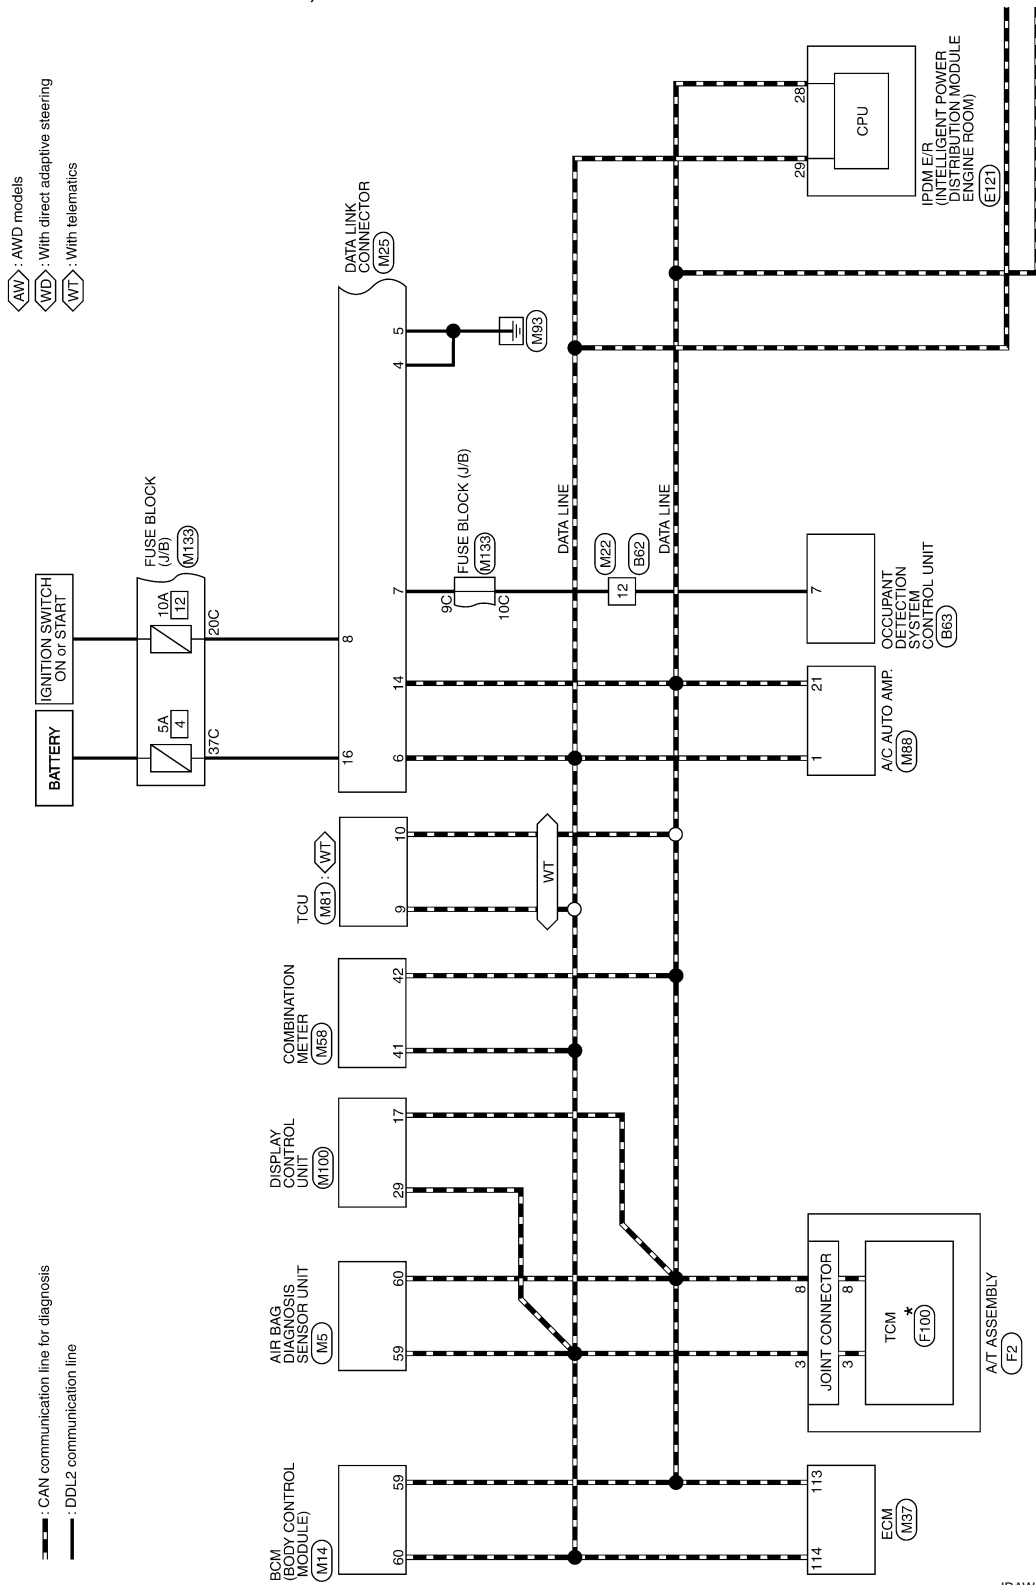 : CAN communication line for diagnosis
: DDL2 communication line
AW : AWD models
WD : With direct adaptive steering
WT : With telematics
BATTERY
IGNITION SWITCH
ON or START
5A
4
10A
12
FUSE BLOCK
(J/B)
M133
37C
20C
BCM
(BODY CONTROL
MODULE)
M14
60
59
AIR BAG
DIAGNOSIS
SENSOR UNIT
M5
59
60
DISPLAY
CONTROL
UNIT
M100
29
17
COMBINATION
METER
M58
41
42
TCU
M81 : WT
9
10
WT
16
8
6
14
7
4
5
DATA LINK
CONNECTOR
M25
M93
9C
10C
FUSE BLOCK (J/B)
M133
DATA LINE
12
M22
B62
DATA LINE
114
113
ECM
M37
3
8
JOINT CONNECTOR
3
8
TCM
*
F100
A/T ASSEMBLY
F2
1
21
A/C AUTO AMP.
M88
7
OCCUPANT
DETECTION
SYSTEM
CONTROL UNIT
B63
29
28
CPU
IPDM E/R
(INTELLIGENT POWER
DISTRIBUTION MODULE
ENGINE ROOM)
E121